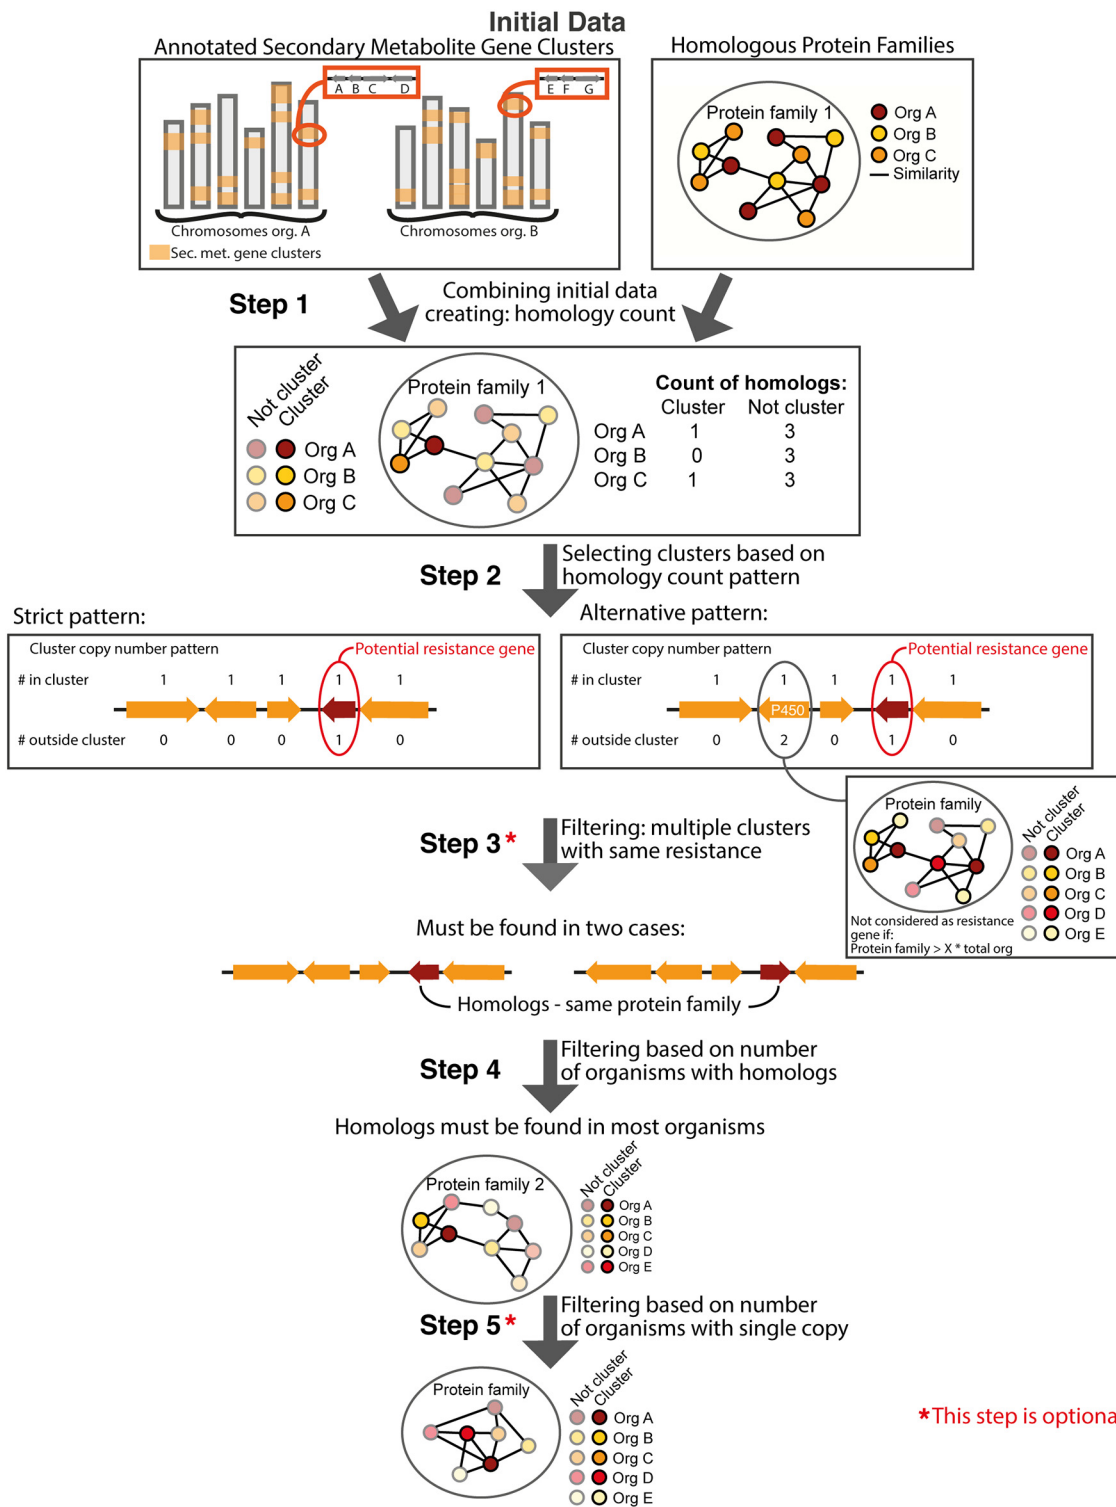 Initial Data
Annotated Secondary Metabolite Gene Clusters
Homologous Protein Families
A B C D
E F G
Chromosomes org. A
Chromosomes org. B
Sec. met. gene clusters
Protein family 1
Org A
Org B
Org C
Similarity
Step 1
Combining initial data
creating: homology count
Not cluster
Cluster
Org A
Org B
Org C
Protein family 1
Count of homologs:
Cluster Not cluster
Org A 1 3
Org B 0 3
Org C 1 3
Step 2
Selecting clusters based on
homology count pattern
Strict pattern:
Cluster copy number pattern
Potential resistance gene
# in cluster 1 1 1 1 1
# outside cluster 0 0 0 1 0
Alternative pattern:
Cluster copy number pattern
Potential resistance gene
# in cluster 1 1 1 1 1
P450
# outside cluster 0 2 0 1 0
Protein family
Not cluster
Cluster
Org A
Org B
Org C
Org D
Org E
Not considered as resistance
gene if:
Protein family > X * total org
Step 3 *
Filtering: multiple clusters
with same resistance
Must be found in two cases:
Homologs - same protein family
Step 4
Filtering based on number
of organisms with homologs
Homologs must be found in most organisms
Protein family 2
Not cluster
Cluster
Org A
Org B
Org C
Org D
Org E
Step 5 *
Filtering based on number
of organisms with single copy
Protein family
Not cluster
Cluster
Org A
Org B
Org C
Org D
Org E
*This step is optiona